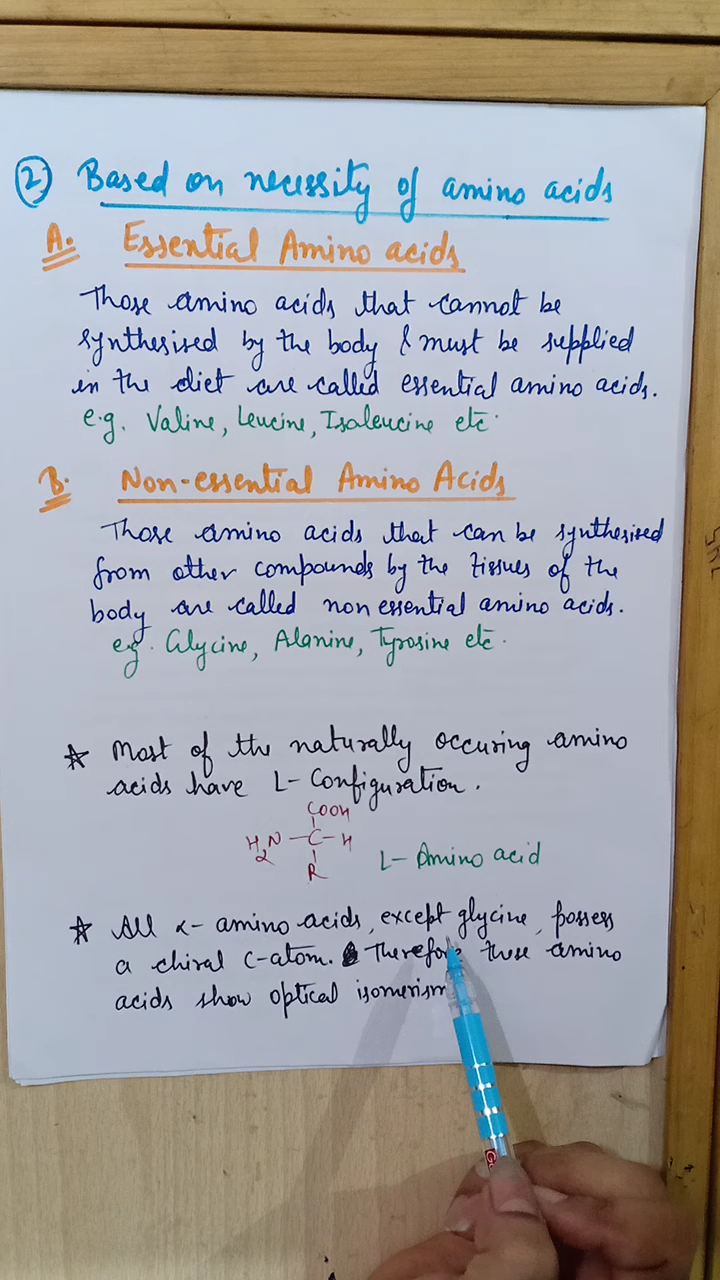 ② Based on necessity of amino acids
A. Essential Amino acids
Those amino acids that cannot be
synthesised by the body & must be supplied
in the diet are called essential amino acids.
e.g. Valine, Leucine, Isoleucine etc.
B. Non-essential Amino Acids
Those amino acids that can be synthesised
from other compounds by the tissues of the
body are called non essential amino acids.
eg. Glycine, Alanine, Tyrosine etc.
☆ Most of the naturally occuring amino
acids have L-Configuration.
COOH
H₂N-C-H
R
L-Amino acid
☆ All α-amino acids, except glycine, possess
a chiral C-atom. Therefore these amino
acids show optical isomerism